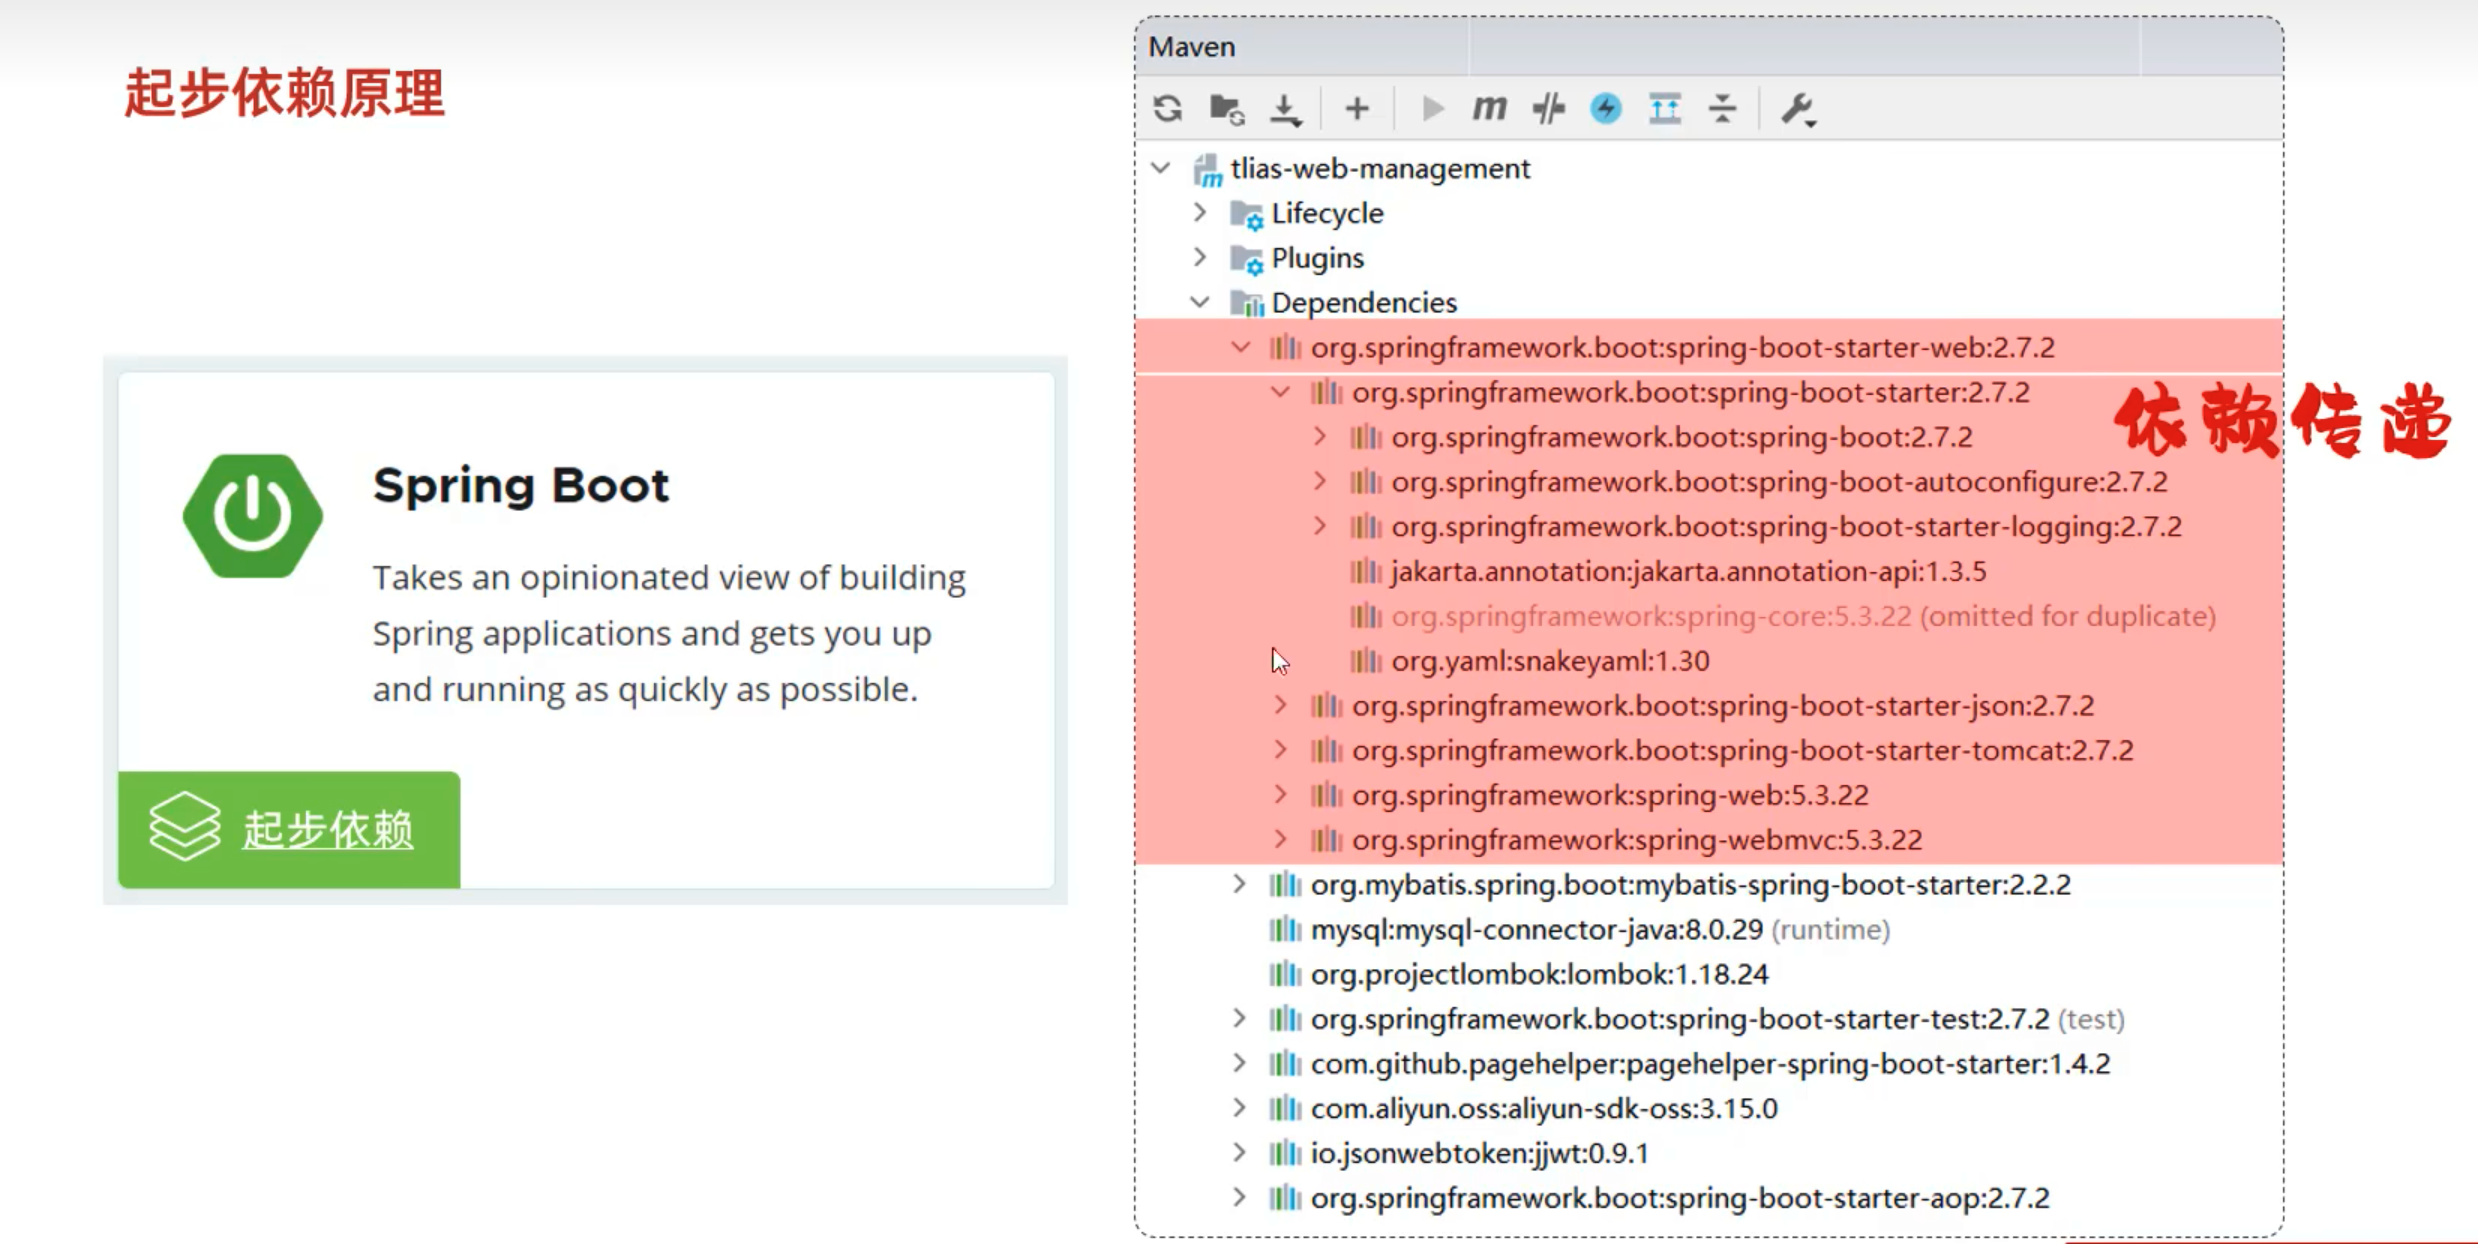 起步依赖原理
Spring Boot
Takes an opinionated view of building
Spring applications and gets you up
and running as quickly as possible.
起步依赖
Maven
tlias-web-management
Lifecycle
Plugins
Dependencies
org.springframework.boot:spring-boot-starter-web:2.7.2
org.springframework.boot:spring-boot-starter:2.7.2
依赖传递
org.springframework.boot:spring-boot:2.7.2
org.springframework.boot:spring-boot-autoconfigure:2.7.2
org.springframework.boot:spring-boot-starter-logging:2.7.2
jakarta.annotation:jakarta.annotation-api:1.3.5
org.springframework:spring-core:5.3.22 (omitted for duplicate)
org.yaml:snakeyaml:1.30
org.springframework.boot:spring-boot-starter-json:2.7.2
org.springframework.boot:spring-boot-starter-tomcat:2.7.2
org.springframework:spring-web:5.3.22
org.springframework:spring-webmvc:5.3.22
org.mybatis.spring.boot:mybatis-spring-boot-starter:2.2.2
mysql:mysql-connector-java:8.0.29 (runtime)
org.projectlombok:lombok:1.18.24
org.springframework.boot:spring-boot-starter-test:2.7.2 (test)
com.github.pagehelper:pagehelper-spring-boot-starter:1.4.2
com.aliyun.oss:aliyun-sdk-oss:3.15.0
io.jsonwebtoken:jjwt:0.9.1
org.springframework.boot:spring-boot-starter-aop:2.7.2